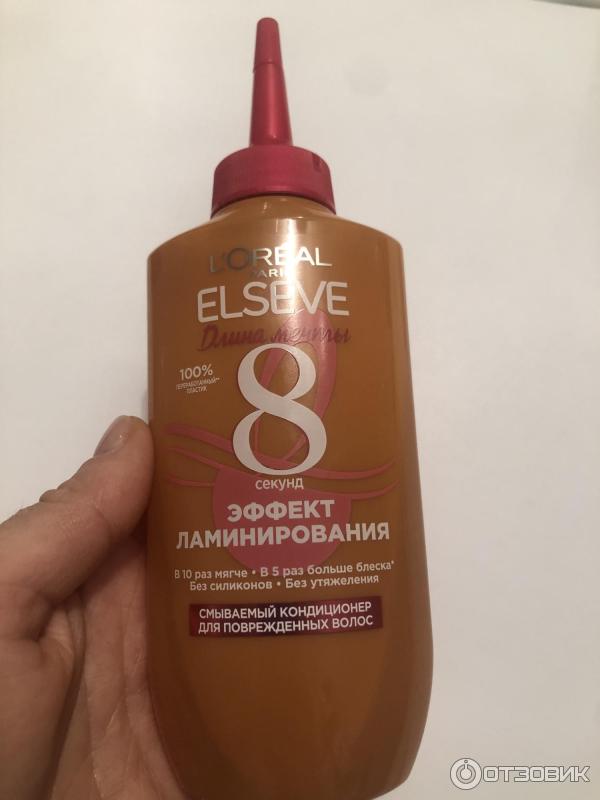 L'ORÉAL
PARIS
ELSEVE
Длина мечты
100%
ПЕРЕРАБОТАННЫЙ**
ПЛАСТИК
8
секунд
ЭФФЕКТ
ЛАМИНИРОВАНИЯ
В 10 раз мягче • В 5 раз больше блеска*
Без силиконов • Без утяжеления
СМЫВАЕМЫЙ КОНДИЦИОНЕР
ДЛЯ ПОВРЕЖДЕННЫХ ВОЛОС
ОТЗОВИК